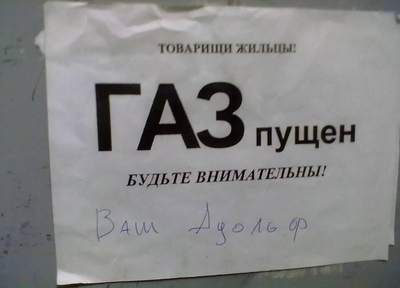 ТОВАРИЩИ ЖИЛЬЦЫ!
ГАЗ пущен
БУДЬТЕ ВНИМАТЕЛЬНЫ!
Ваш Адольф